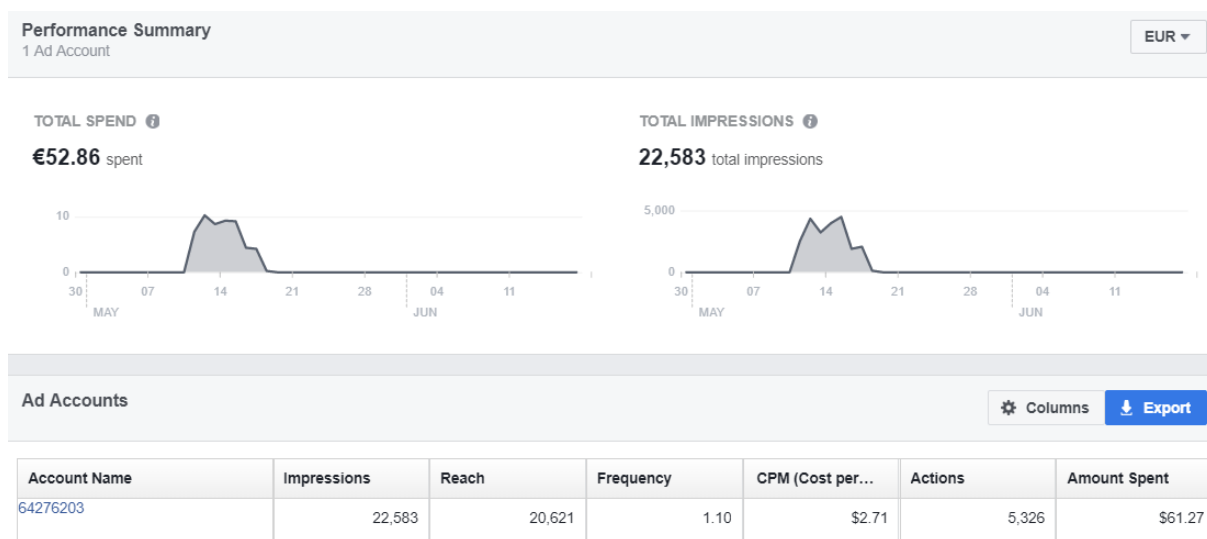 Performance Summary
1 Ad Account
EUR
TOTAL SPEND
€52.86 spent
10
0
30 07 14 21 28 04 11
MAY JUN
TOTAL IMPRESSIONS
22,583 total impressions
5,000
0
30 07 14 21 28 04 11
MAY JUN
Ad Accounts
Columns
Export
Account Name Impressions Reach Frequency CPM (Cost per... Actions Amount Spent
64276203 22,583 20,621 1.10 $2.71 5,326 $61.27